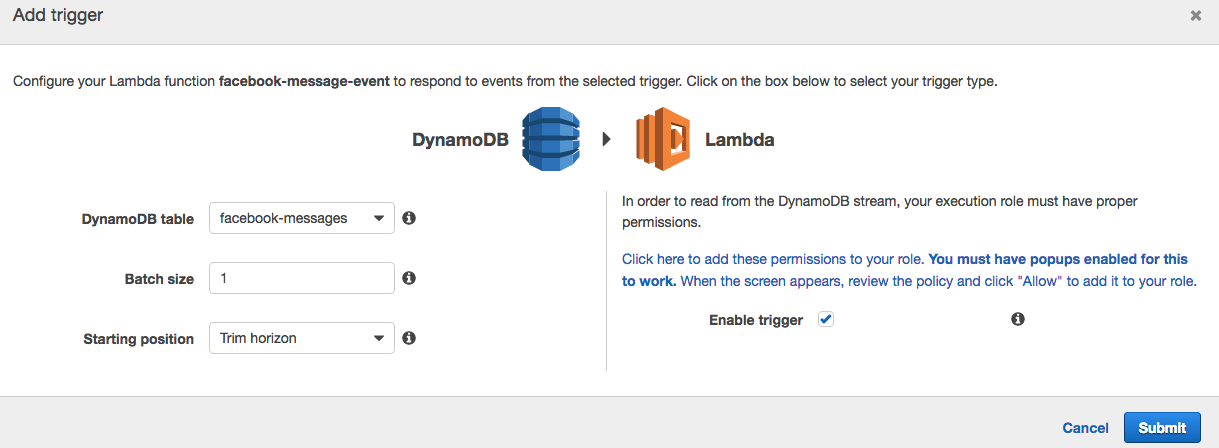 Add trigger
Configure your Lambda function facebook-message-event to respond to events from the selected trigger. Click on the box below to select your trigger type.
DynamoDB
Lambda
DynamoDB table
facebook-messages
Batch size
1
Starting position
Trim horizon
In order to read from the DynamoDB stream, your execution role must have proper
permissions.
Click here to add these permissions to your role. You must have popups enabled for this
to work. When the screen appears, review the policy and click "Allow" to add it to your role.
Enable trigger
Cancel
Submit